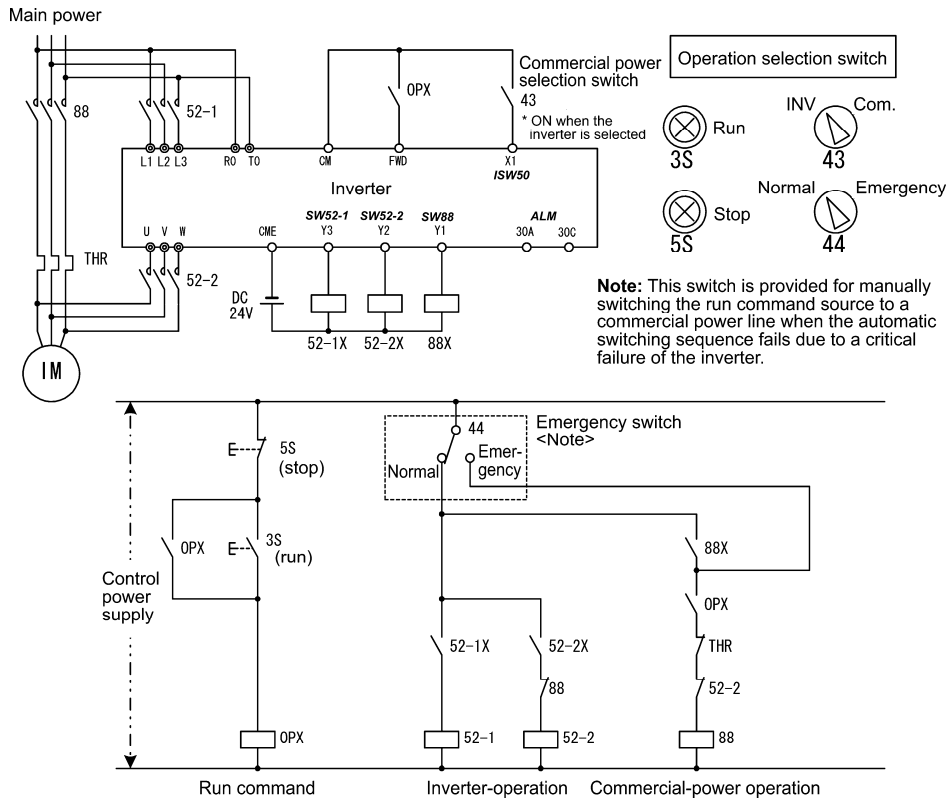 Main power
88
52-1
OPX
Commercial power
selection switch
43
* ON when the
inverter is selected
Operation selection switch
Run
3S
INV
Com.
43
Stop
5S
Normal
Emergency
44
L1 L2 L3
R0 T0
CM
FWD
X1
ISW50
Inverter
SW52-1
SW52-2
SW88
ALM
U V W
CME
Y3
Y2
Y1
30A
30C
THR
52-2
DC
24V
52-1X
52-2X
88X
IM
Note: This switch is provided for manually
switching the run command source to a
commercial power line when the automatic
switching sequence fails due to a critical
failure of the inverter.
Control
power
supply
5S
(stop)
OPX
3S
(run)
OPX
Run command
44
Emergency switch
<Note>
Normal
Emer-
gency
52-1X
52-2X
88
52-1
52-2
Inverter-operation
88X
OPX
THR
52-2
88
Commercial-power operation